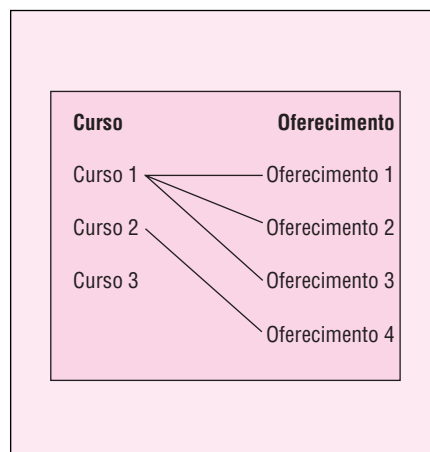 Curso Oferecimento
Curso 1 Oferecimento 1
Curso 2 Oferecimento 2
Curso 3 Oferecimento 3
Oferecimento 4